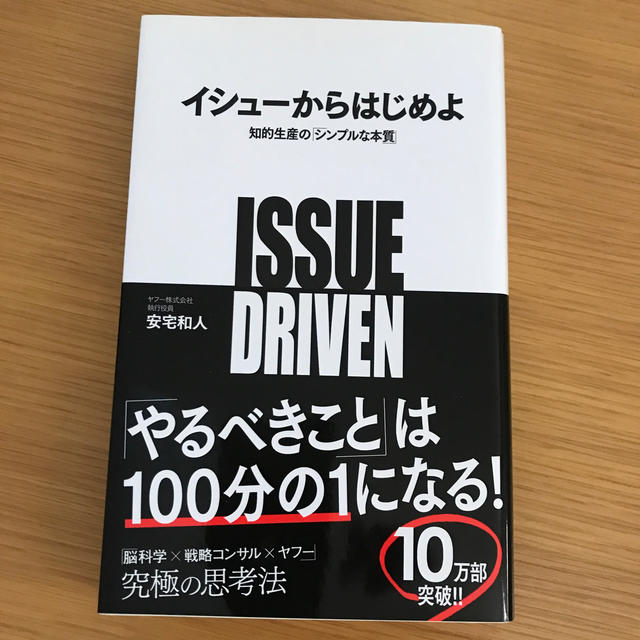 イシューからはじめよ
知的生産の「シンプルな本質」
ISSUE
DRIVEN
ヤフー株式会社
執行役員
安宅和人
「やるべきこと」は
100分の1になる!
「脳科学×戦略コンサル×ヤフー」
究極の思考法
10万部
突破!!